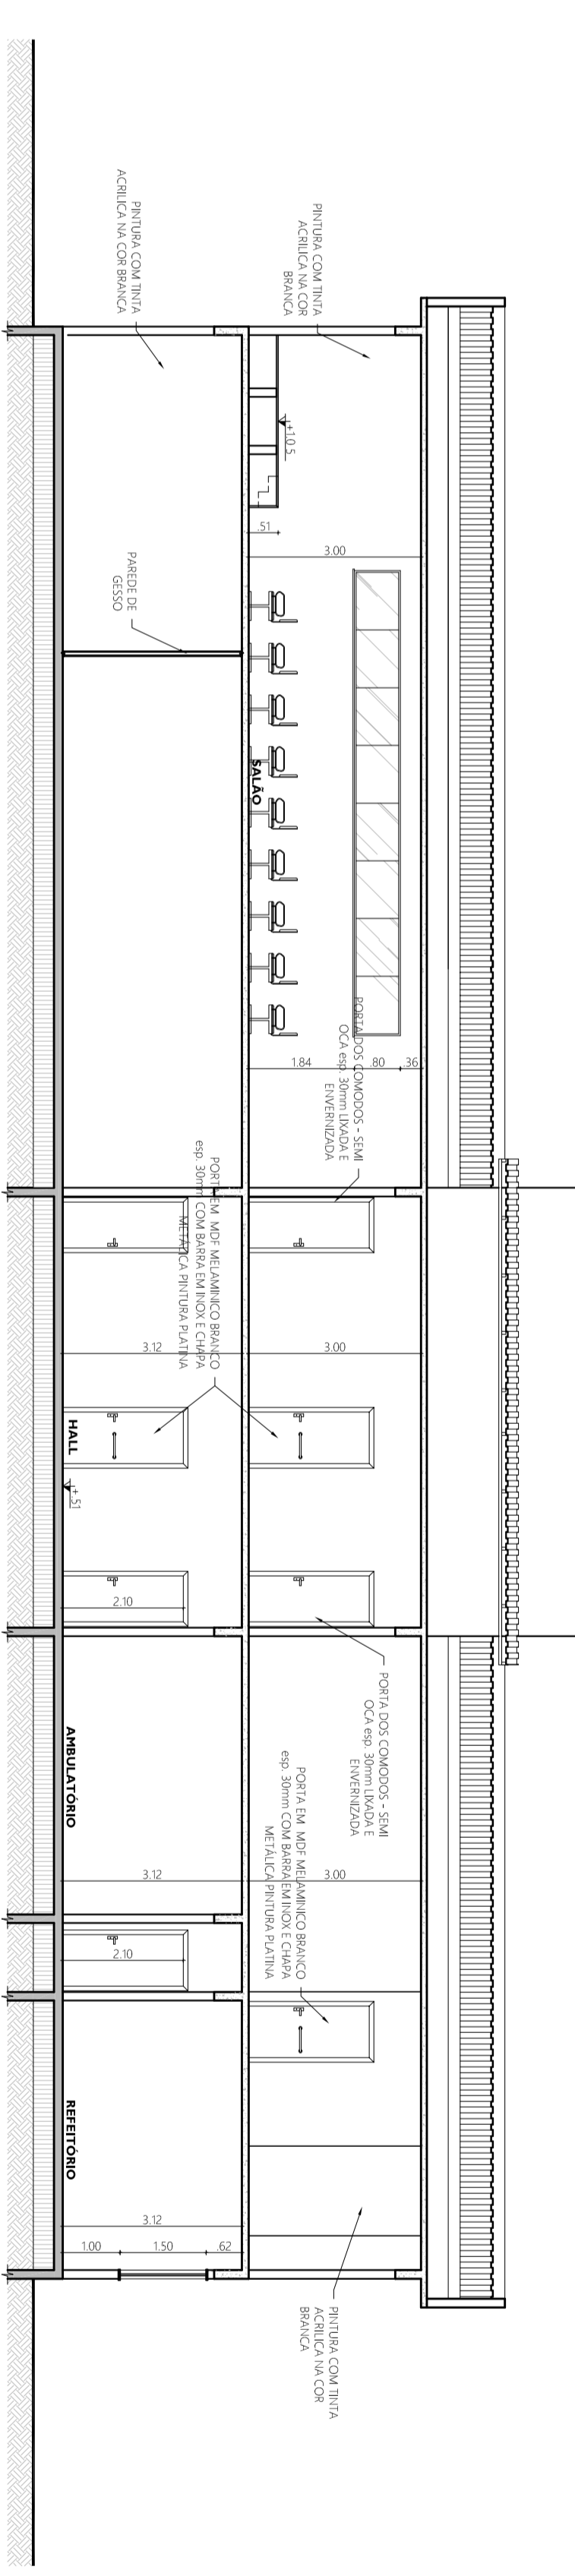 PINTURA COM TINTA
ACRILICA NA COR
BRANCA
PINTURA COM TINTA
ACRILICA NA COR BRANCA
+1.0 5
.51
3.00
PAREDE DE
GESSO
SALÃO
1.84
.80
.36
PORTA DOS COMODOS - SEMI
OCA esp. 30mm LIXADA E
ENVERNIZADA
PORTA EM MDF MELAMINICO BRANCO
esp. 30mm COM BARRA EM INOX E CHAPA
METÁLICA PINTURA PLATINA
3.00
3.12
HALL
+.51
2.10
PORTA DOS COMODOS - SEMI
OCA esp. 30mm LIXADA E
ENVERNIZADA
PORTA EM MDF MELAMINICO BRANCO
esp. 30mm COM BARRA EM INOX E CHAPA
METÁLICA PINTURA PLATINA
AMBULATÓRIO
3.00
3.12
2.10
REFEITÓRIO
3.12
1.00
1.50
.62
PINTURA COM TINTA
ACRILICA NA COR
BRANCA